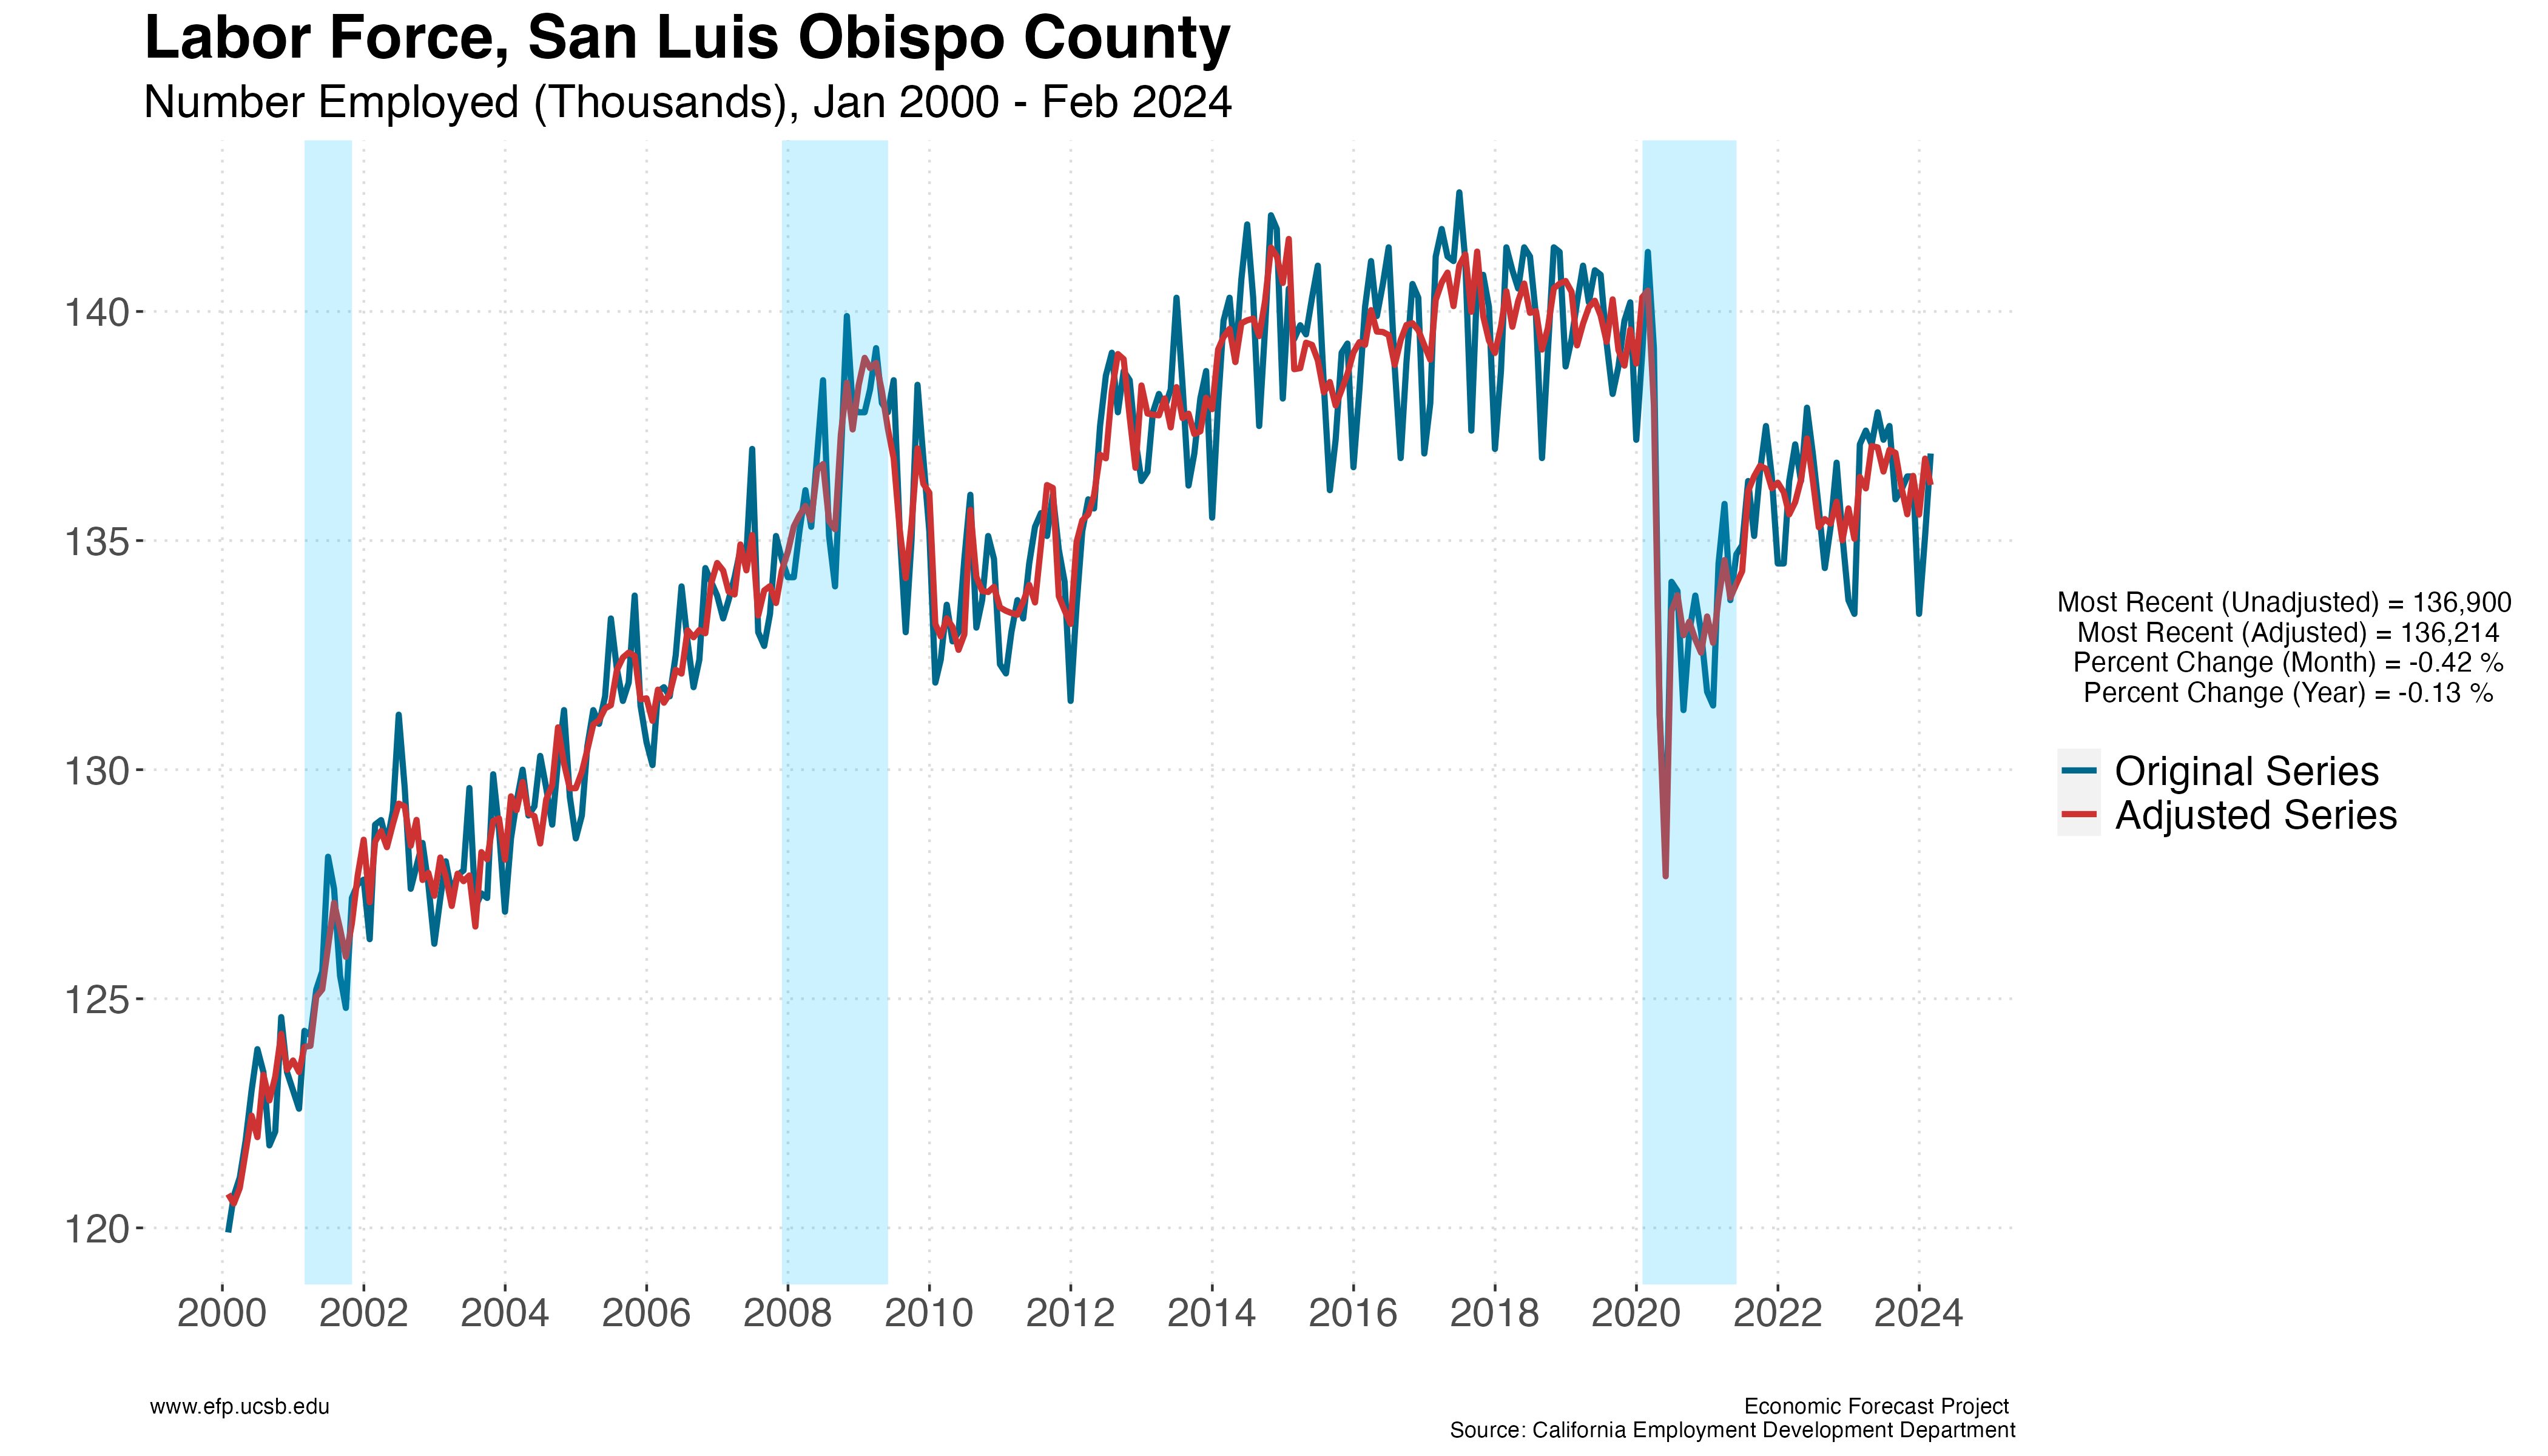 Labor Force, San Luis Obispo County
Number Employed (Thousands), Jan 2000 - Feb 2024
140
135
130
125
120
2000 2002 2004 2006 2008 2010 2012 2014 2016 2018 2020 2022 2024
Most Recent (Unadjusted) = 136,900
Most Recent (Adjusted) = 136,214
Percent Change (Month) = -0.42 %
Percent Change (Year) = -0.13 %
Original Series
Adjusted Series
www.efp.ucsb.edu
Economic Forecast Project
Source: California Employment Development Department